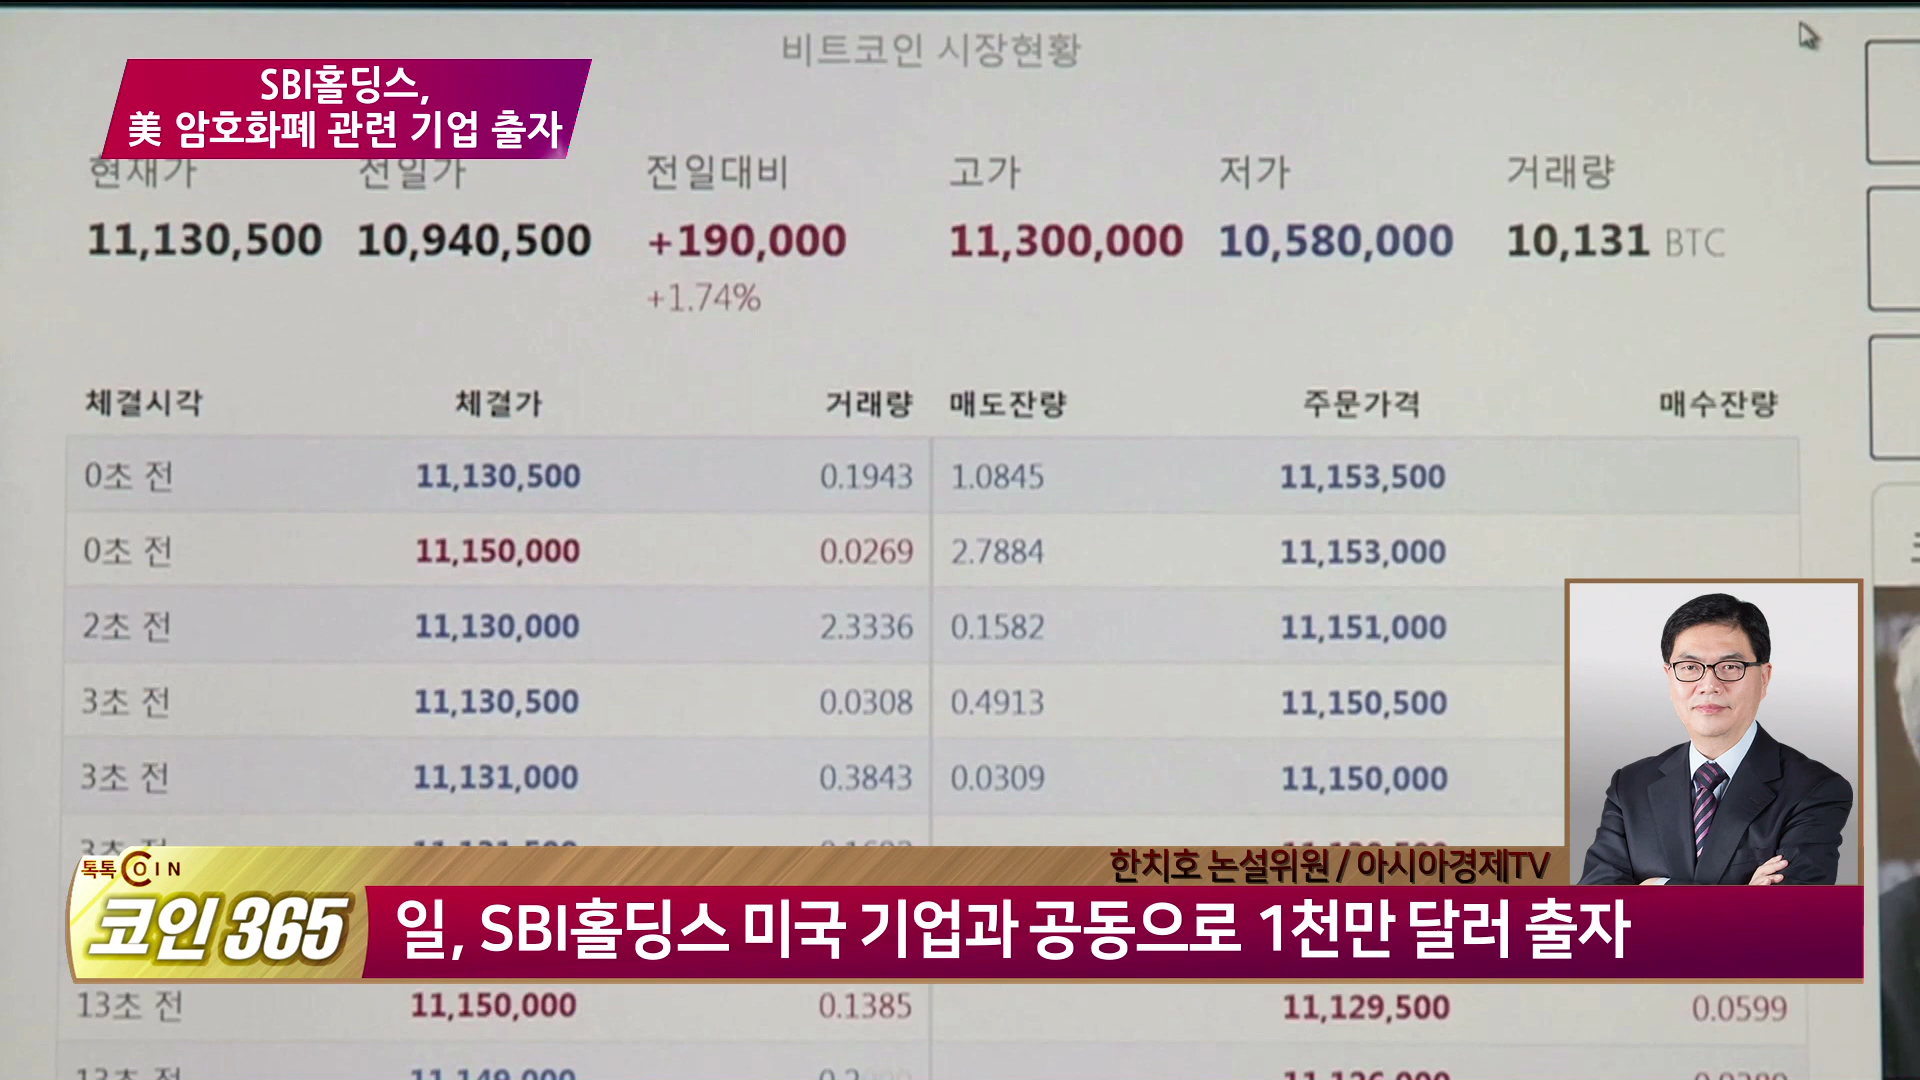 비트코인 시장현황
SBI홀딩스,
美 암호화폐 관련 기업 출자
현재가 전일가 전일대비 고가 저가 거래량
11,130,500 10,940,500 +190,000 11,300,000 10,580,000 10,131 BTC
+1.74%
체결시각 체결가 거래량 매도잔량 주문가격 매수잔량
0초 전 11,130,500 0.1943 1.0845 11,153,500
0초 전 11,150,000 0.0269 2.7884 11,153,000
2초 전 11,130,000 2.3336 0.1582 11,151,000
3초 전 11,130,500 0.0308 0.4913 11,150,500
3초 전 11,131,000 0.3843 0.0309 11,150,000
3초 전
톡톡 COIN
코인 365
한치호 논설위원 / 아시아경제TV
일, SBI홀딩스 미국 기업과 공동으로 1천만 달러 출자
13초 전 11,150,000 0.1385 11,129,500 0.0599
13초 전 11,149,000